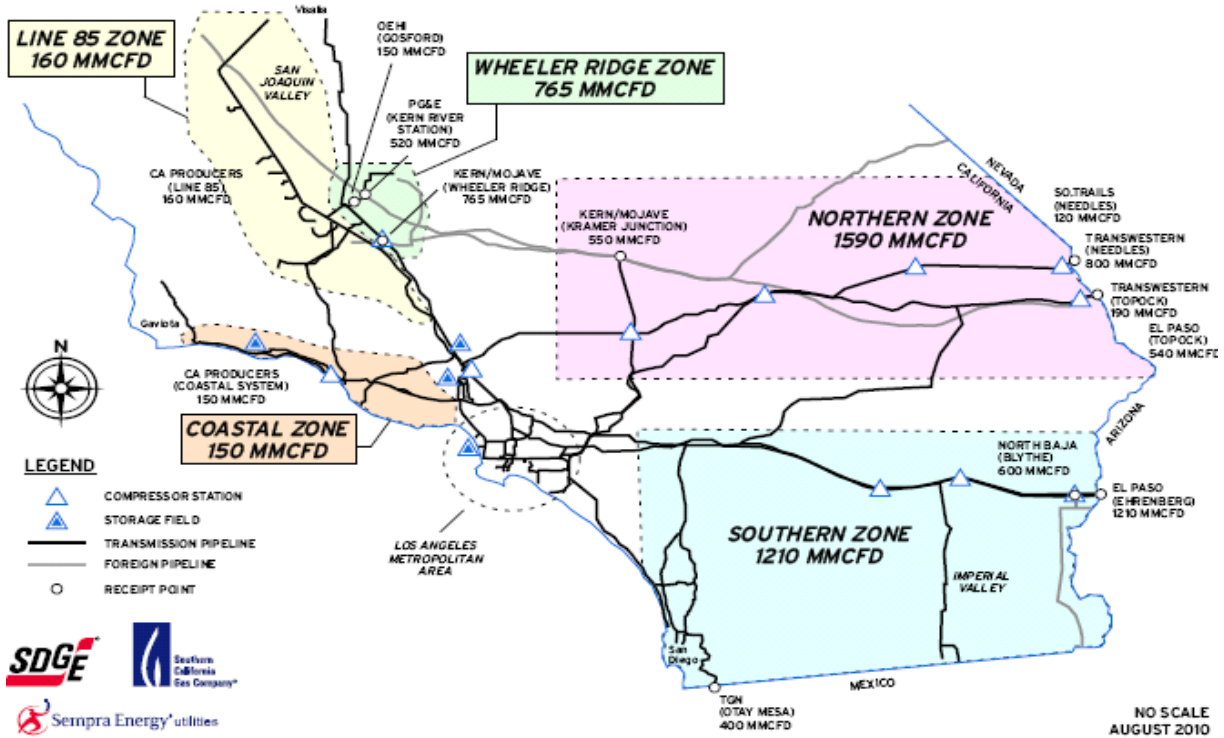 Visalia
OEHI
(GOSFORD)
150 MMCFD
LINE 85 ZONE
160 MMCFD
SAN
JOAQUIN
VALLEY
WHEELER RIDGE ZONE
765 MMCFD
PG&E
(KERN RIVER
STATION)
520 MMCFD
CA PRODUCERS
(LINE 85)
160 MMCFD
KERN/MOJAVE
(WHEELER RIDGE)
765 MMCFD
NEVADA
CALIFORNIA
KERN/MOJAVE
(KRAMER JUNCTION)
550 MMCFD
NORTHERN ZONE
1590 MMCFD
SO.TRAILS
(NEEDLES)
120 MMCFD
TRANSWESTERN
(NEEDLES)
800 MMCFD
TRANSWESTERN
(TOPOCK)
190 MMCFD
EL PASO
(TOPOCK)
540 MMCFD
Gaviota
N
CA PRODUCERS
(COASTAL SYSTEM)
150 MMCFD
COASTAL ZONE
150 MMCFD
ARIZONA
NORTH BAJA
(BLYTHE)
600 MMCFD
EL PASO
(EHRENBERG)
1210 MMCFD
LEGEND
COMPRESSOR STATION
STORAGE FIELD
TRANSMISSION PIPELINE
FOREIGN PIPELINE
RECEIPT POINT
LOS ANGELES
METROPOLITAN
AREA
SOUTHERN ZONE
1210 MMCFD
IMPERIAL
VALLEY
San
Diego
MEXICO
TGN
(OTAY MESA)
400 MMCFD
SDGE
Southern
California
Gas Company®
Sempra Energy® utilities
NO SCALE
AUGUST 2010